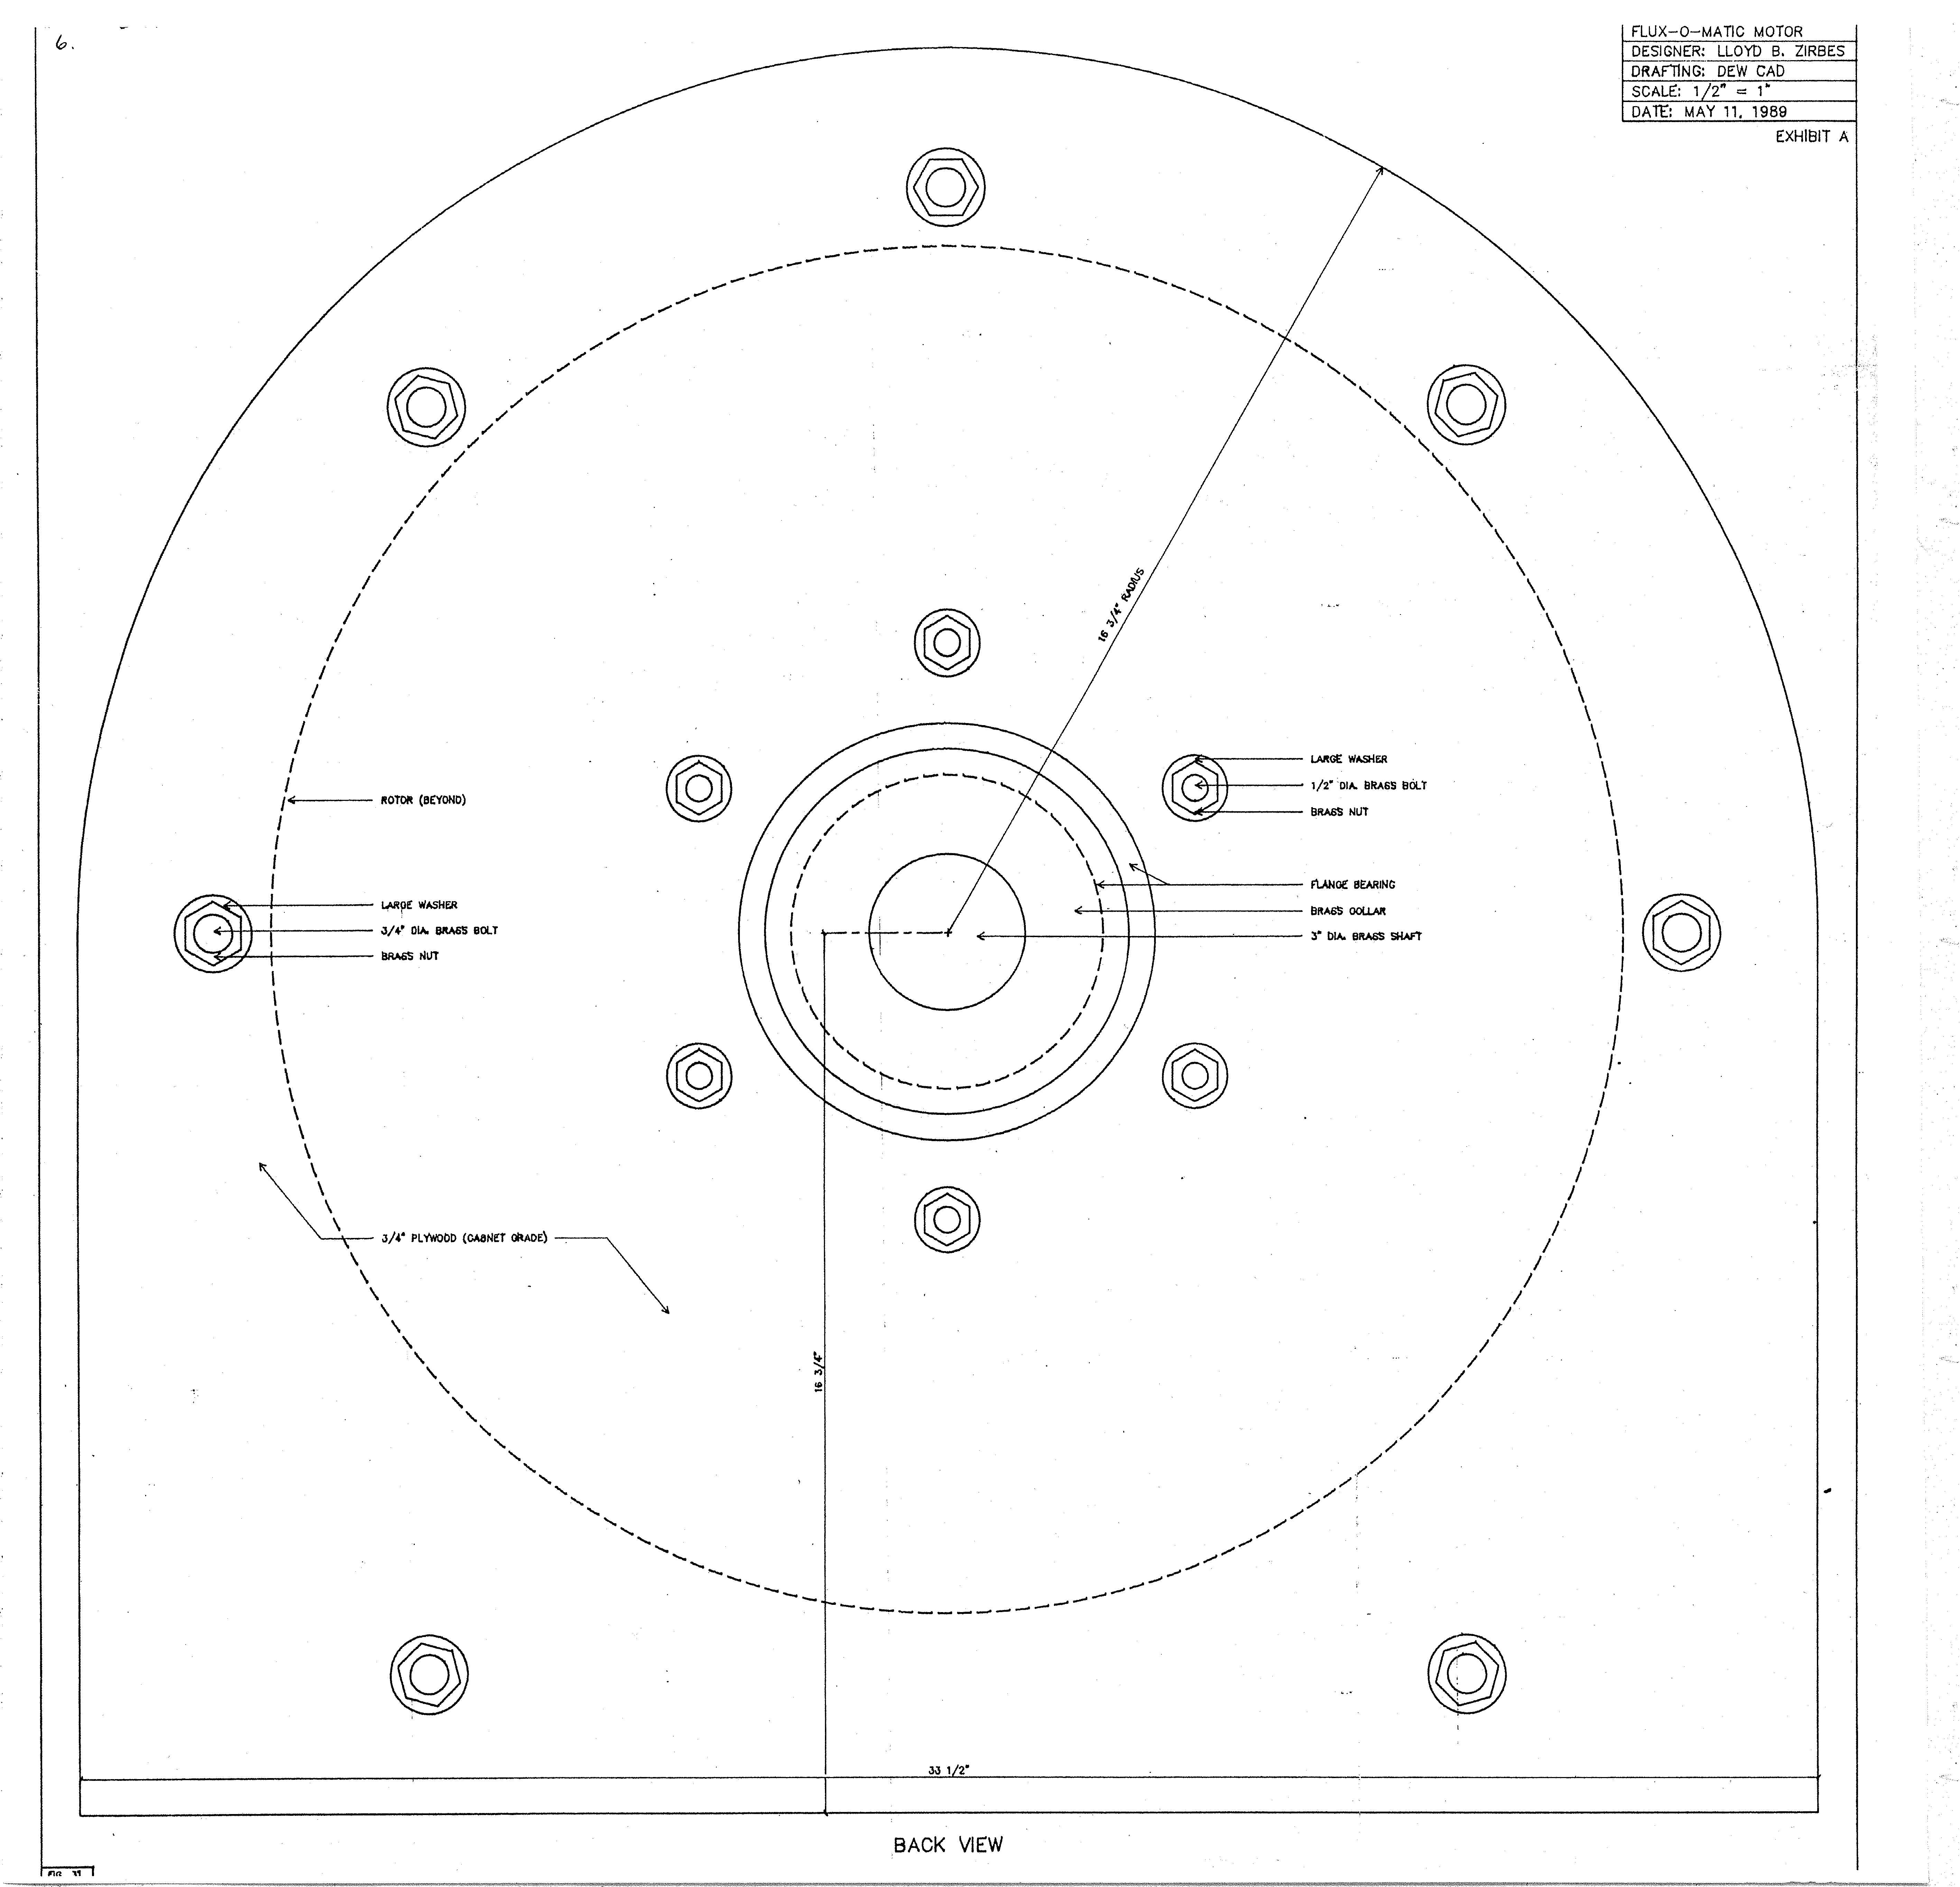 6.
FLUX-O-MATIC MOTOR
DESIGNER: LLOYD B. ZIRBES
DRAFTING: DEW CAD
SCALE: 1/2" = 1"
DATE: MAY 11, 1989
EXHIBIT A
16 3/4" RADIUS
LARGE WASHER
1/2" DIA. BRASS BOLT
BRASS NUT
ROTOR (BEYOND)
FLANGE BEARING
BRASS COLLAR
3" DIA. BRASS SHAFT
LARGE WASHER
3/4" DIA. BRASS BOLT
BRASS NUT
3/4" PLYWOOD (CABNET GRADE)
16 3/4"
33 1/2"
BACK VIEW